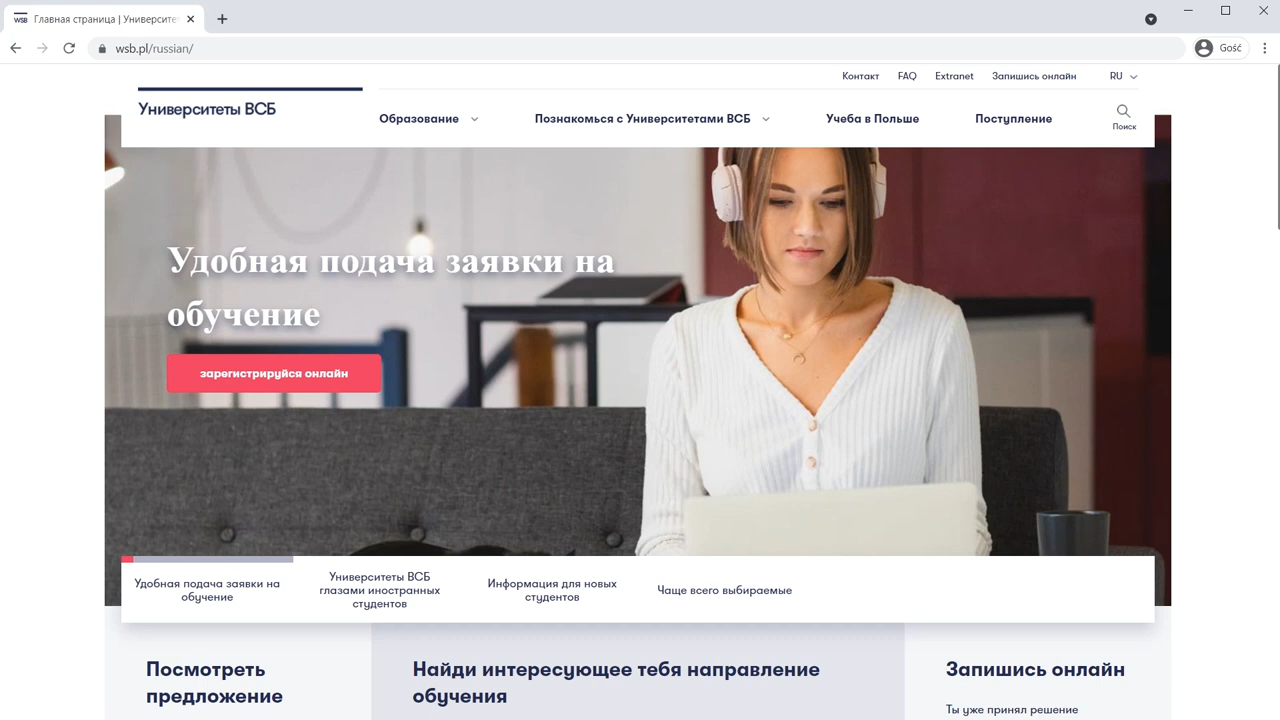 WSB Главная страница | Университе
wsb.pl/russian/
Gość
Контакт FAQ Extranet Запишись онлайн RU
Университеты ВСБ
Образование Познакомься с Университетами ВСБ Учеба в Польше Поступление
Поиск
Удобная подача заявки на
обучение
зарегистрируйся онлайн
Удобная подача заявки на
обучение
Университеты ВСБ
глазами иностранных
студентов
Информация для новых
студентов
Чаще всего выбираемые
Посмотреть
предложение
Найди интересующее тебя направление
обучения
Запишись онлайн
Ты уже принял решение